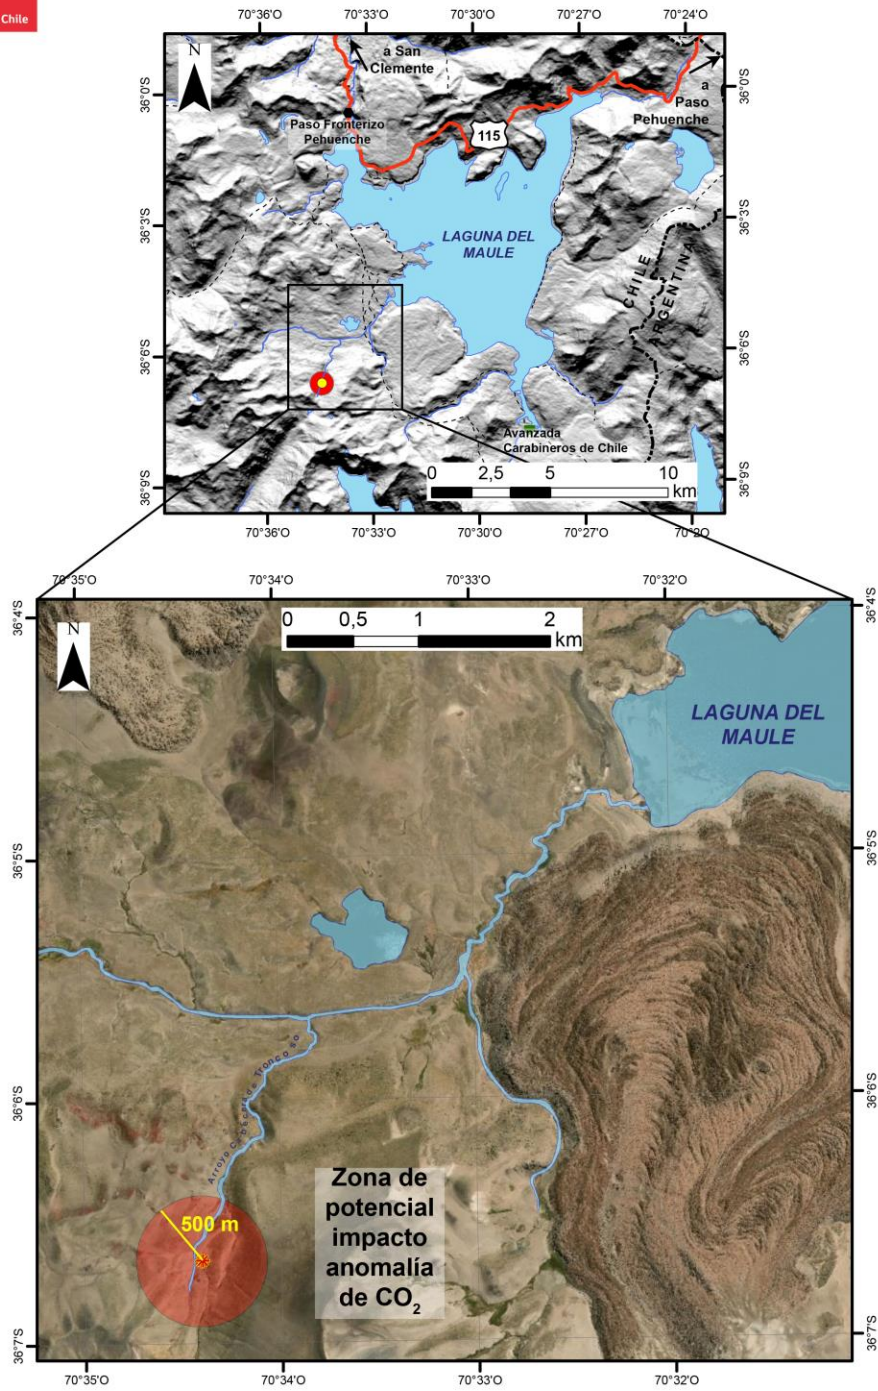 Chile
70°36'O 70°33'O 70°30'O 70°27'O 70°24'O
N
a San
Clemente
a
Paso
Pehuenche
36°0'S
36°0'S
Paso Fronterizo
Pehuenche
115
36°3'S
36°3'S
LAGUNA DEL
MAULE
CHILE
ARGENTINA
36°6'S
36°6'S
Avanzada
Carabineros de Chile
0 2,5 5 10
km
36°9'S
36°9'S
70°36'O 70°33'O 70°30'O 70°27'O
70°35'O 70°34'O 70°33'O 70°32'O
36°4'S
36°4'S
N
0 0,5 1 2
km
LAGUNA DEL
MAULE
36°5'S
36°5'S
Arroyo Troncoso
36°6'S
36°6'S
500 m
Zona de
potencial
impacto
anomalía
de CO₂
36°7'S
36°7'S
70°35'O 70°34'O 70°33'O 70°32'O